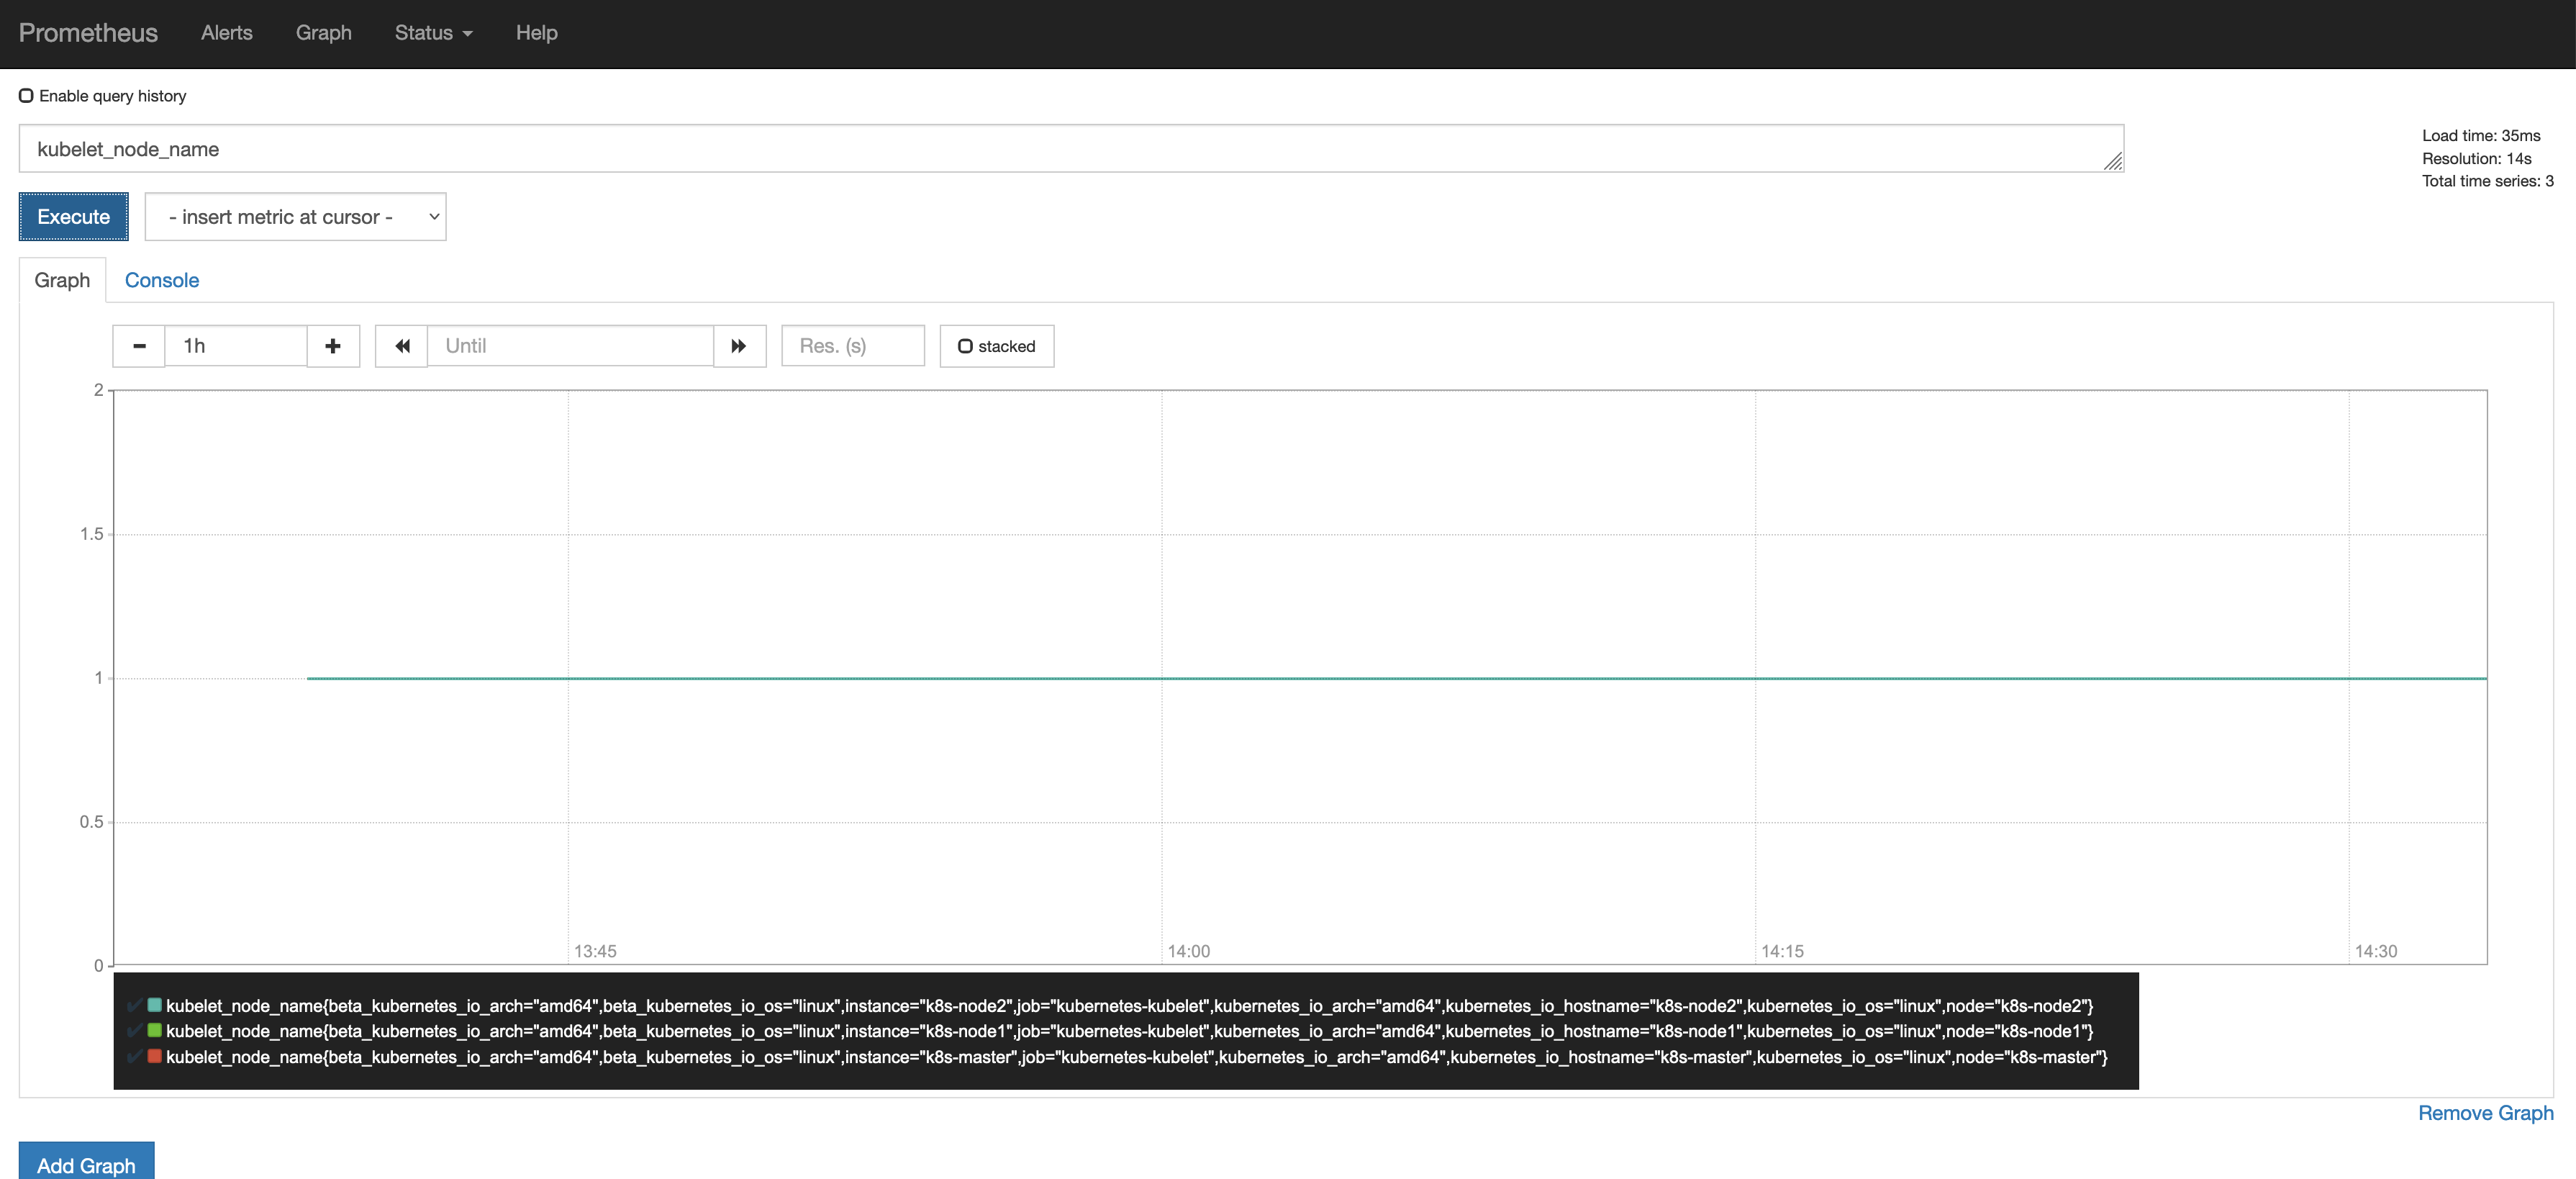 Prometheus Alerts Graph Status Help
Enable query history
kubelet_node_name
Load time: 35ms
Resolution: 14s
Total time series: 3
Execute - insert metric at cursor -
Graph Console
1h Until Res. (s) stacked
2
1.5
1
0.5
0
13:45 14:00 14:15 14:30
kubelet_node_name{beta_kubernetes_io_arch="amd64",beta_kubernetes_io_os="linux",instance="k8s-node2",job="kubernetes-kubelet",kubernetes_io_arch="amd64",kubernetes_io_hostname="k8s-node2",kubernetes_io_os="linux",node="k8s-node2"}
kubelet_node_name{beta_kubernetes_io_arch="amd64",beta_kubernetes_io_os="linux",instance="k8s-node1",job="kubernetes-kubelet",kubernetes_io_arch="amd64",kubernetes_io_hostname="k8s-node1",kubernetes_io_os="linux",node="k8s-node1"}
kubelet_node_name{beta_kubernetes_io_arch="amd64",beta_kubernetes_io_os="linux",instance="k8s-master",job="kubernetes-kubelet",kubernetes_io_arch="amd64",kubernetes_io_hostname="k8s-master",kubernetes_io_os="linux",node="k8s-master"}
Remove Graph
Add Graph